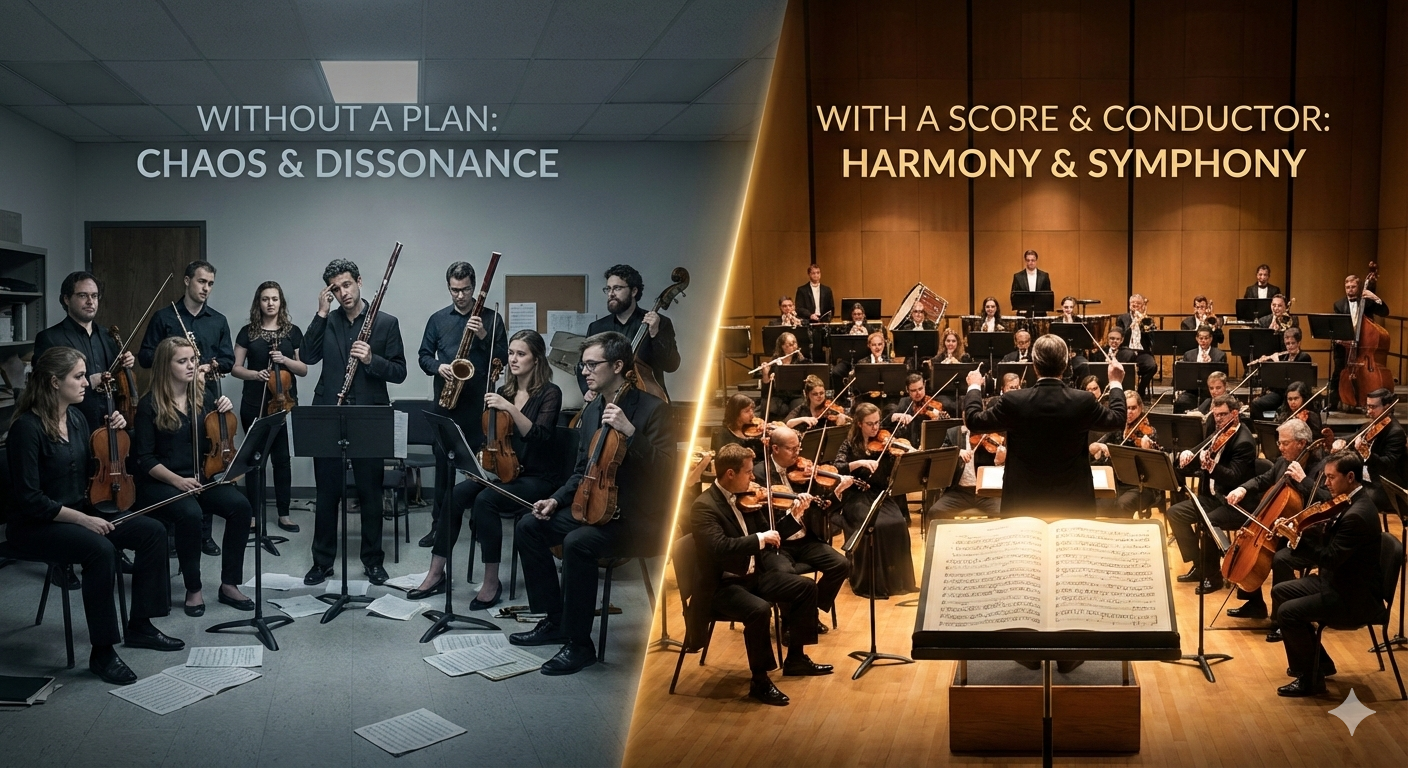 WITHOUT A PLAN:
CHAOS & DISSONANCE
WITH A SCORE & CONDUCTOR:
HARMONY & SYMPHONY